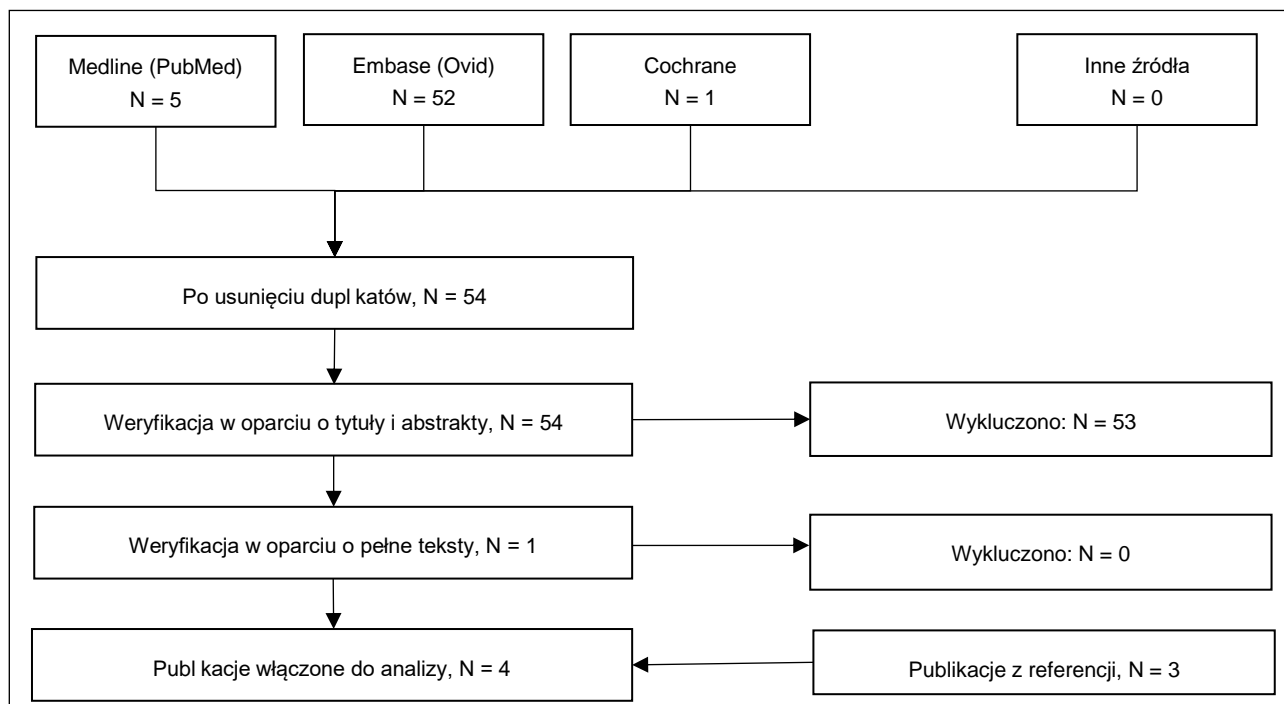 Medline (PubMed)
N = 5
Embase (Ovid)
N = 52
Cochrane
N = 1
Inne źródła
N = 0
Po usunięciu dupl katów, N = 54
Weryfikacja w oparciu o tytuły i abstrakty, N = 54
Wykluczono: N = 53
Weryfikacja w oparciu o pełne teksty, N = 1
Wykluczono: N = 0
Publ kacje włączone do analizy, N = 4
Publikacje z referencji, N = 3